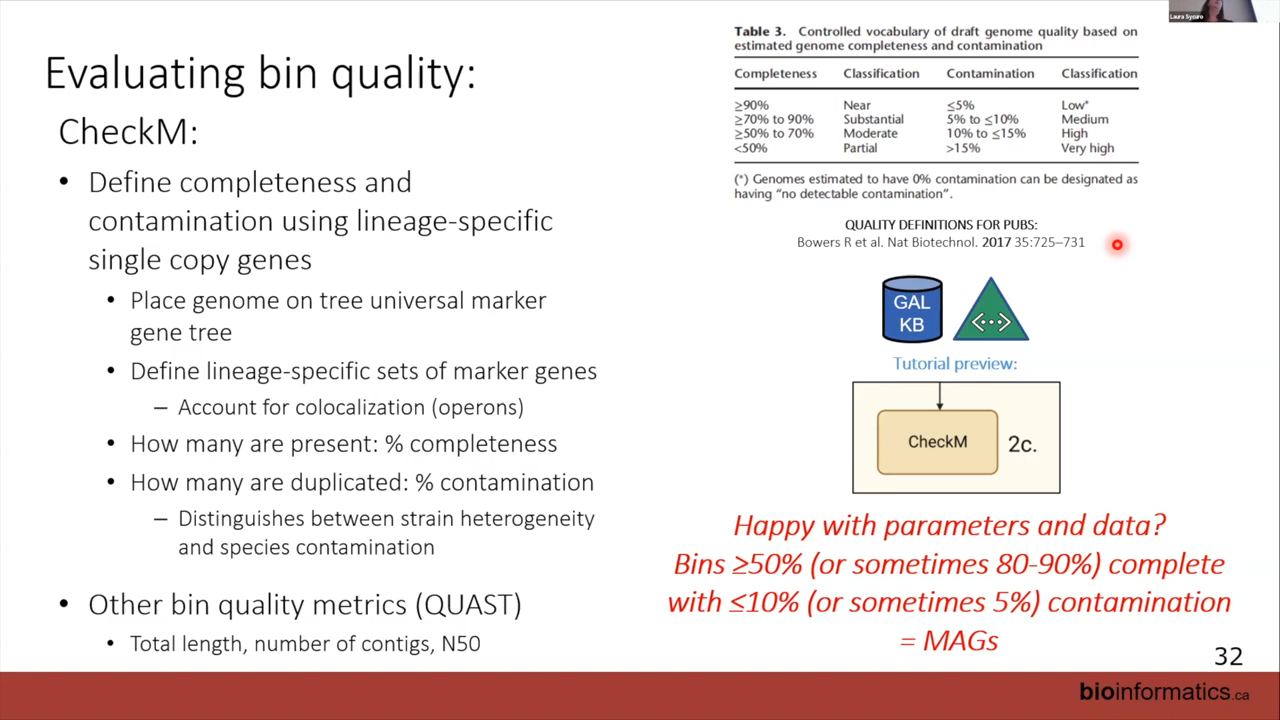 Laura Sycuro
Evaluating bin quality:
CheckM:
• Define completeness and
contamination using lineage-specific
single copy genes
• Place genome on tree universal marker
gene tree
• Define lineage-specific sets of marker genes
– Account for colocalization (operons)
• How many are present: % completeness
• How many are duplicated: % contamination
– Distinguishes between strain heterogeneity
and species contamination
• Other bin quality metrics (QUAST)
• Total length, number of contigs, N50
Table 3. Controlled vocabulary of draft genome quality based on
estimated genome completeness and contamination
Completeness Classification Contamination Classification
≥90% Near ≤5% Low*
≥70% to 90% Substantial 5% to ≤10% Medium
≥50% to 70% Moderate 10% to ≤15% High
<50% Partial >15% Very high
(*) Genomes estimated to have 0% contamination can be designated as
having “no detectable contamination”.
QUALITY DEFINITIONS FOR PUBS:
Bowers R et al. Nat Biotechnol. 2017 35:725–731
GAL
KB
Tutorial preview:
CheckM 2c.
Happy with parameters and data?
Bins ≥50% (or sometimes 80-90%) complete
with ≤10% (or sometimes 5%) contamination
= MAGs
32
bioinformatics.ca